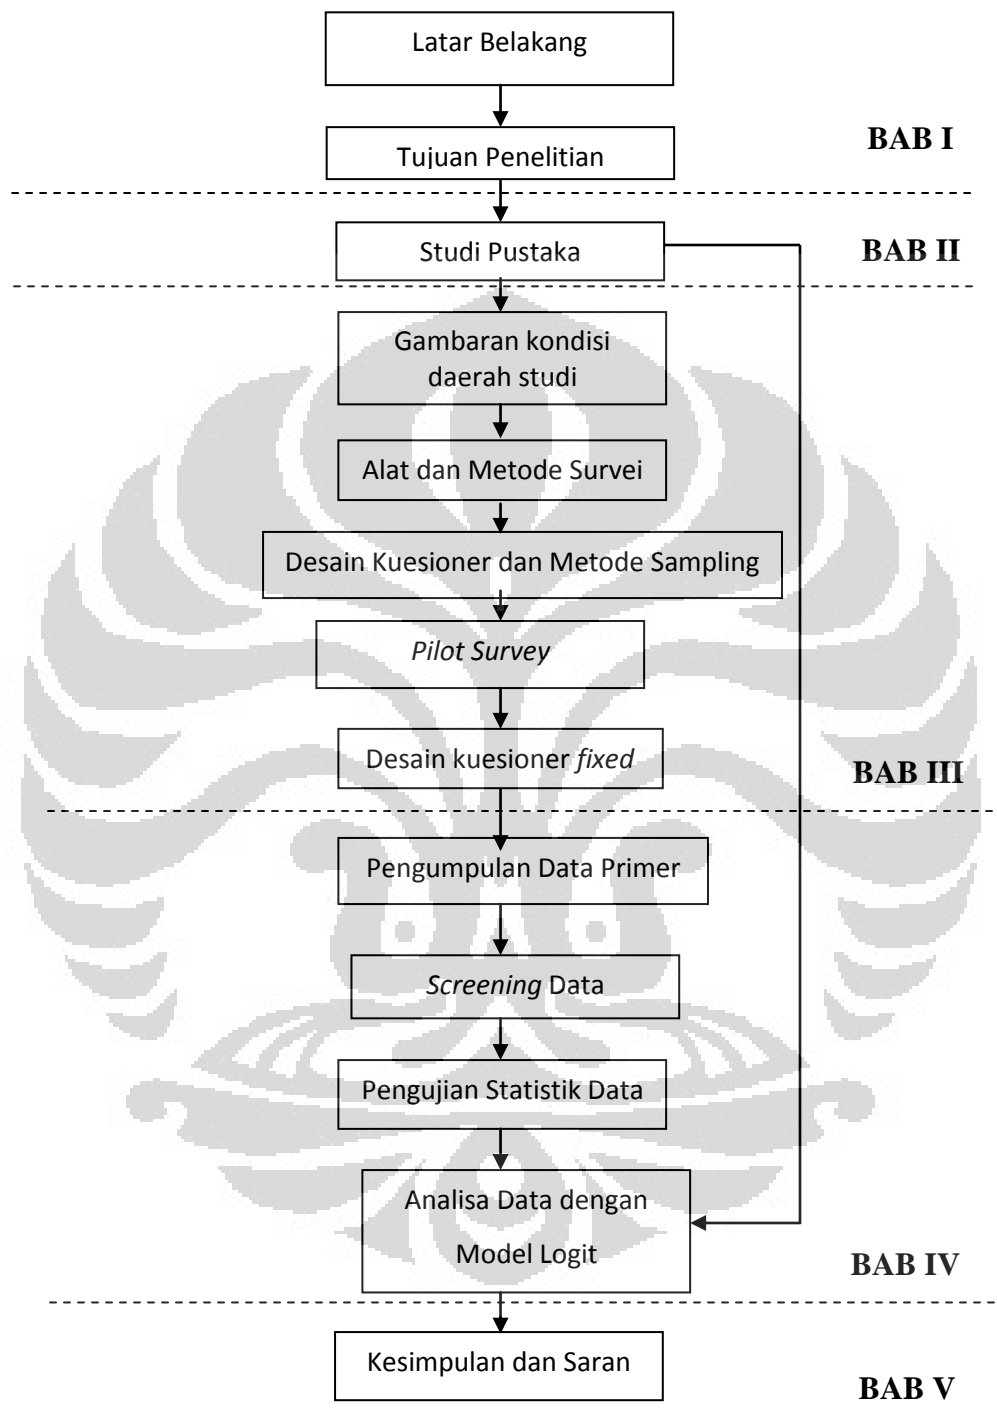 Latar Belakang
Tujuan Penelitian
BAB I
Studi Pustaka
BAB II
Gambaran kondisi
daerah studi
Alat dan Metode Survei
Desain Kuesioner dan Metode Sampling
Pilot Survey
Desain kuesioner fixed
BAB III
Pengumpulan Data Primer
Screening Data
Pengujian Statistik Data
Analisa Data dengan
Model Logit
BAB IV
Kesimpulan dan Saran
BAB V